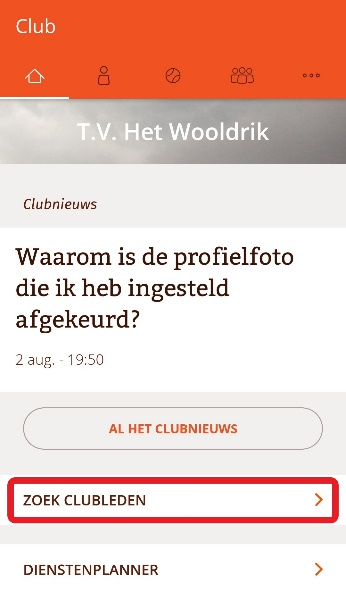 Club
T.V. Het Wooldrik
Clubnieuws
Waarom is de profielfoto
die ik heb ingesteld
afgekeurd?
2 aug. - 19:50
AL HET CLUBNIEUWS
ZOEK CLUBLEDEN
DIENSTENPLANNER